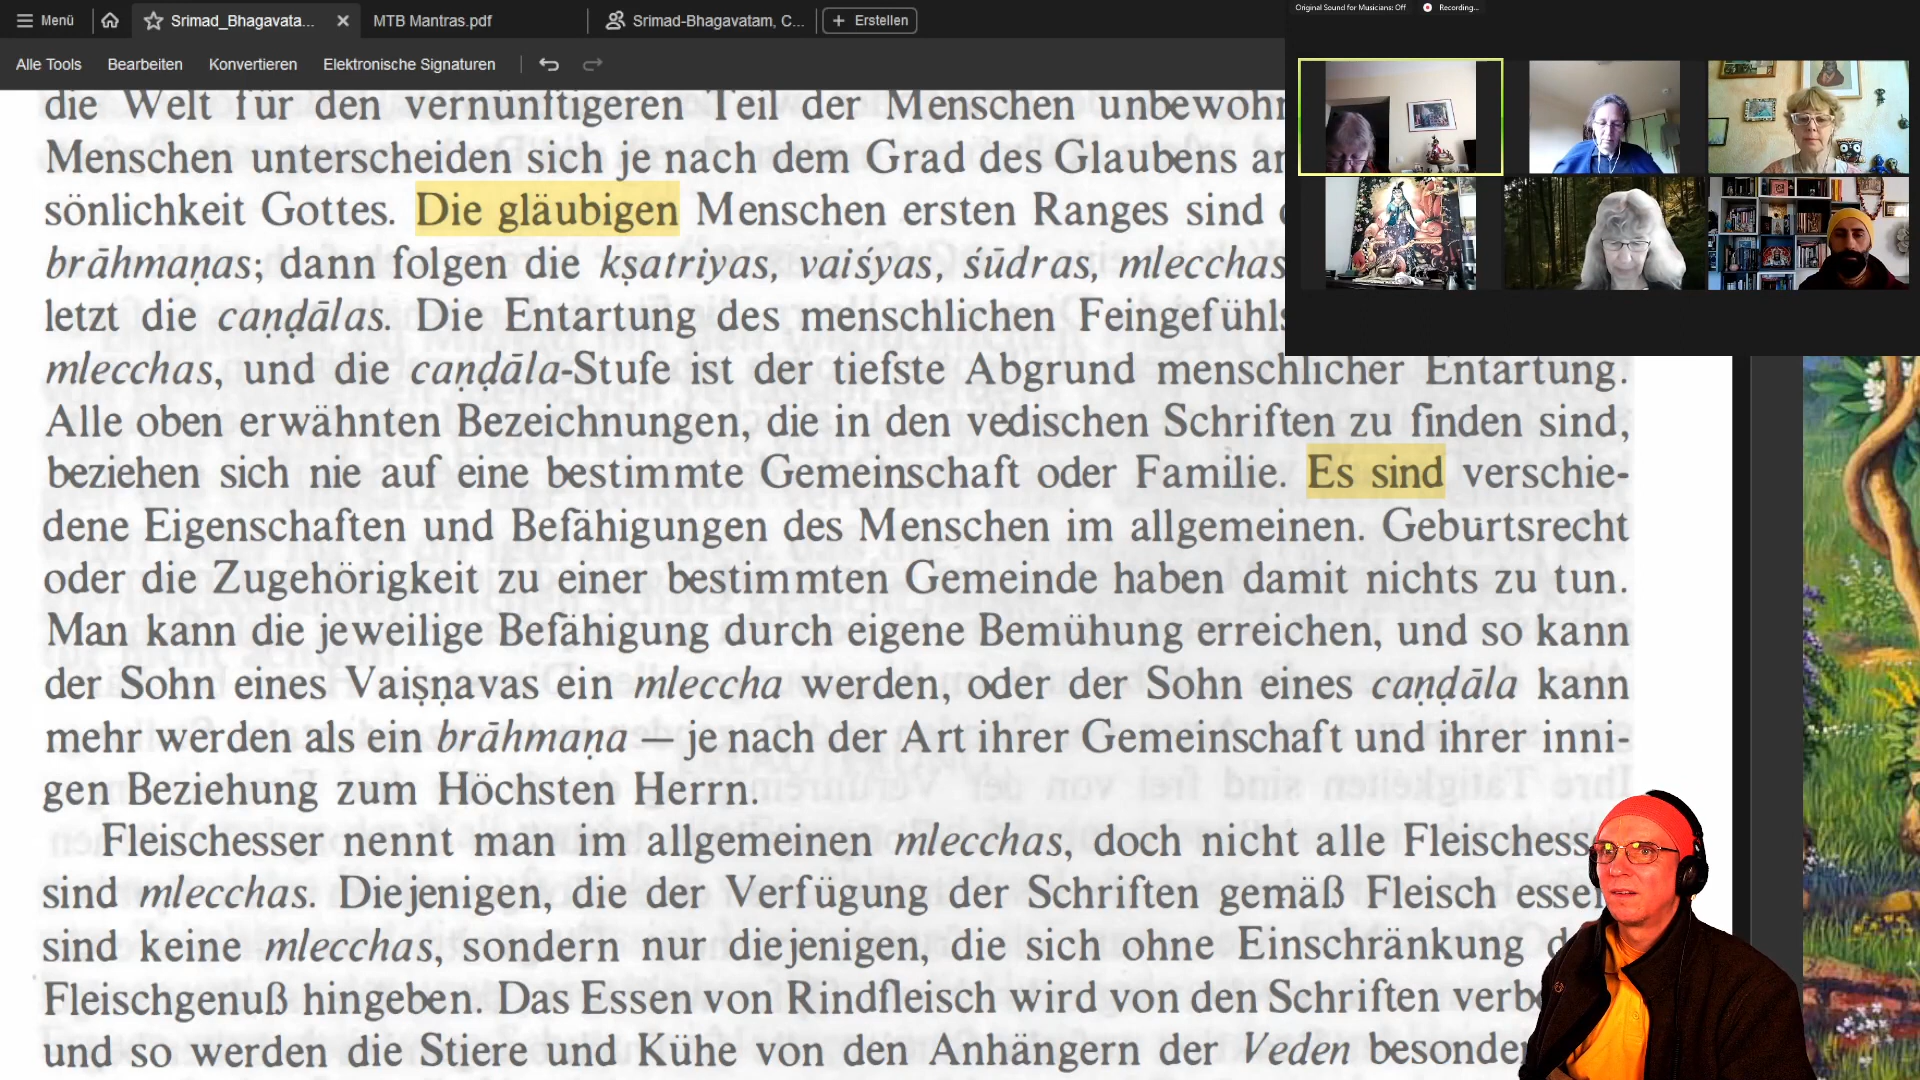 Menü
Srimad_Bhagavata...
MTB Mantras.pdf
Srimad-Bhagavatam, C...
Erstellen
Original Sound for Musicians: Off
Recording...
Alle Tools
Bearbeiten
Konvertieren
Elektronische Signaturen
die Welt für den vernünftigeren Teil der Menschen
Menschen unterscheiden sich je nach dem Grad des Glaubens
sönlichkeit Gottes. Die gläubigen Menschen ersten Ranges sind
brāhmaṇas; dann folgen die kṣatriyas, vaiśyas, śūdras, mlecchas
letzt die caṇḍālas. Die Entartung des menschlichen
mlecchas, und die caṇḍāla-Stufe ist der tiefste Abgrund menschlicher Entartung.
Alle oben erwähnten Bezeichnungen, die in den vedischen Schriften zu finden sind,
beziehen sich nie auf eine bestimmte Gemeinschaft oder Familie. Es sind verschie-
dene Eigenschaften und Befähigungen des Menschen im allgemeinen. Geburtsrecht
oder die Zugehörigkeit zu einer bestimmten Gemeinde haben damit nichts zu tun.
Man kann die jeweilige Befähigung durch eigene Bemühung erreichen, und so kann
der Sohn eines Vaiṣṇavas ein mleccha werden, oder der Sohn eines caṇḍāla kann
mehr werden als ein brāhmaṇa — je nach der Art ihrer Gemeinschaft und ihrer inni-
gen Beziehung zum Höchsten Herrn.
Fleischesser nennt man im allgemeinen mlecchas, doch nicht alle
sind mlecchas. Diejenigen, die der Verfügung der Schriften gemäß Fleisch
sind keine mlecchas, sondern nur diejenigen, die sich ohne Einschränkung
Fleischgenuß hingeben. Das Essen von Rindfleisch wird von den Schriften
und so werden die Stiere und Kühe von den Anhängern der Veden